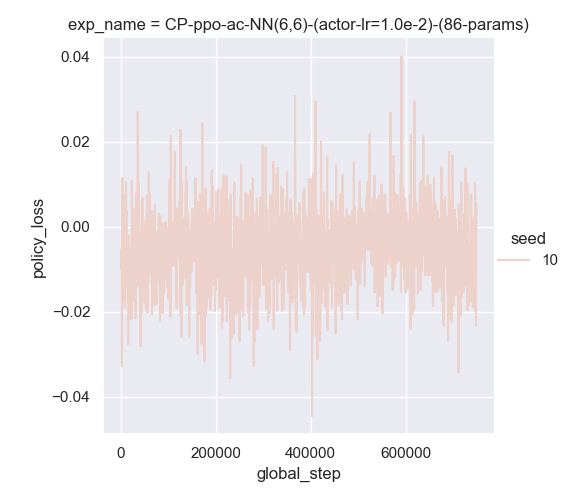 exp_name = CP-ppo-ac-NN(6,6)-(actor-lr=1.0e-2)-(86-params)
0.04
0.02
0.00
−0.02
−0.04
policy_loss
0
200000
400000
600000
global_step
seed
10